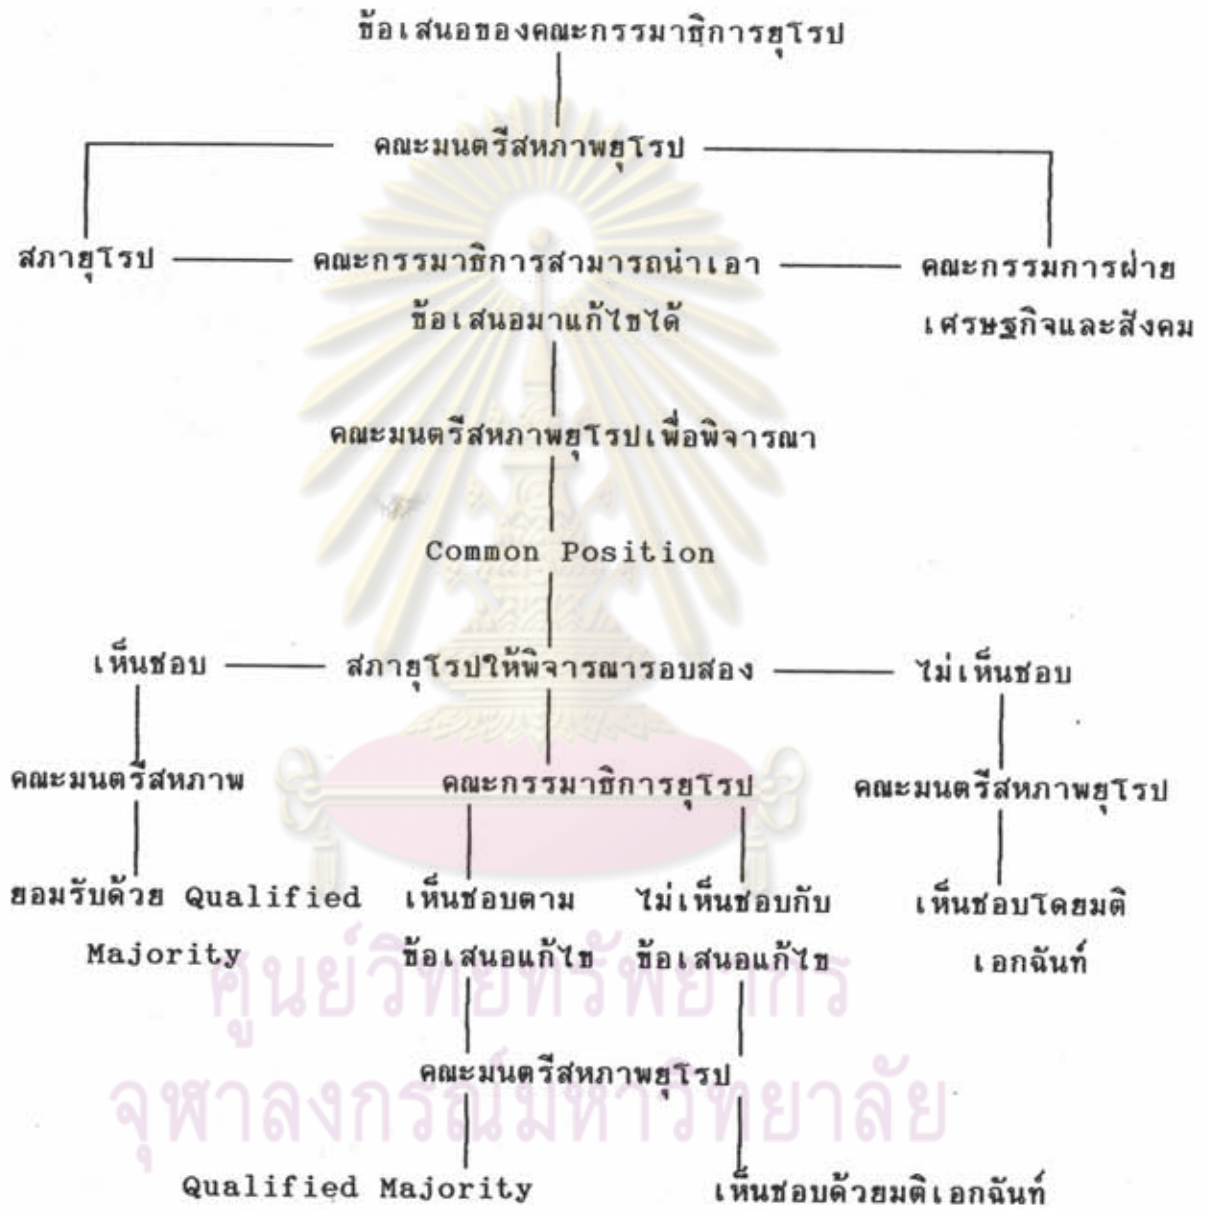 ข้อเสนอของคณะกรรมาธิการยุโรป
คณะมนตรีสหภาพยุโรป
สภายุโรป คณะกรรมาธิการสามารถนำเอา คณะกรรมการฝ่าย
ข้อเสนอมาแก้ไขได้ เศรษฐกิจและสังคม
คณะมนตรีสหภาพยุโรปเพื่อพิจารณา
Common Position
เห็นชอบ สภายุโรปให้พิจารณารอบสอง ไม่เห็นชอบ
คณะมนตรีสหภาพ คณะกรรมาธิการยุโรป คณะมนตรีสหภาพยุโรป
ยอมรับด้วย Qualified เห็นชอบตาม ไม่เห็นชอบกับ เห็นชอบโดยมติ
Majority ข้อเสนอแก้ไข ข้อเสนอแก้ไข เอกฉันท์
ศูนย์วิทยทรัพยากร
คณะมนตรีสหภาพยุโรป
จุฬาลงกรณ์มหาวิทยาลัย
Qualified Majority เห็นชอบด้วยมติเอกฉันท์